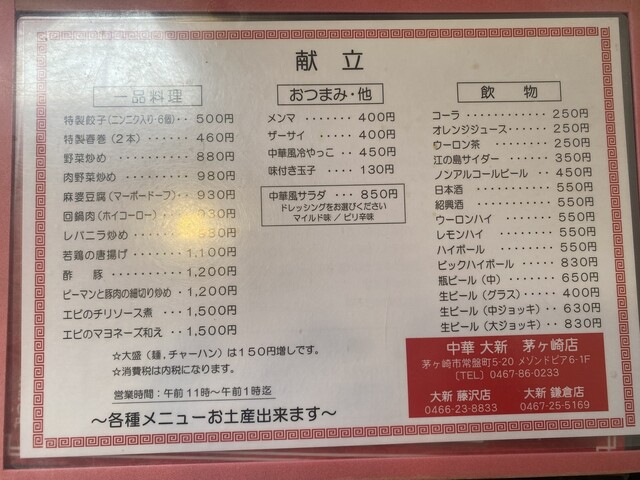 献立
一品料理
特製餃子(ニンニク入り・6個)・・500円
特製春巻(2本)・・・460円
野菜炒め・・・・・・880円
肉野菜炒め・・・・・980円
麻婆豆腐(マーボードーフ)・・930円
回鍋肉(ホイコーロー)・・930円
レバニラ炒め・・・・930円
若鶏の唐揚げ・・・・1,100円
酢豚・・・・・・・・1,200円
ピーマンと豚肉の細切り炒め・・1,200円
エビのチリソース煮・・・1,500円
エビのマヨネーズ和え・・1,500円
おつまみ・他
メンマ・・・・・・・400円
ザーサイ・・・・・400円
中華風冷やっこ・・450円
味付き玉子・・・・130円
中華風サラダ・・・850円
ドレッシングをお選びください
マイルド味/ピリ辛味
飲物
コーラ・・・・・・・・・・・250円
オレンジジュース・・・・・・250円
ウーロン茶・・・・・・・・250円
江の島サイダー・・・・・・350円
ノンアルコールビール・・450円
日本酒・・・・・・・・・・550円
紹興酒・・・・・・・・・・550円
ウーロンハイ・・・・・・・550円
レモンハイ・・・・・・・・550円
ハイボール・・・・・・・・550円
ビックハイボール・・・・・830円
瓶ビール(中)・・・・・・650円
生ビール(グラス)・・・・400円
生ビール(中ジョッキ)・・630円
生ビール(大ジョッキ)・・830円
☆大盛(麺,チャーハン)は150円増しです。
☆消費税は内税になります。
営業時間:午前11時~午前1時迄
~各種メニューお土産出来ます~
中華 大新 茅ヶ崎店
茅ヶ崎市常盤町5-20 メゾンドピア6-1F
〔TEL〕0467-86-0233
大新 藤沢店 大新 鎌倉店
0466-23-8833 0467-25-5169